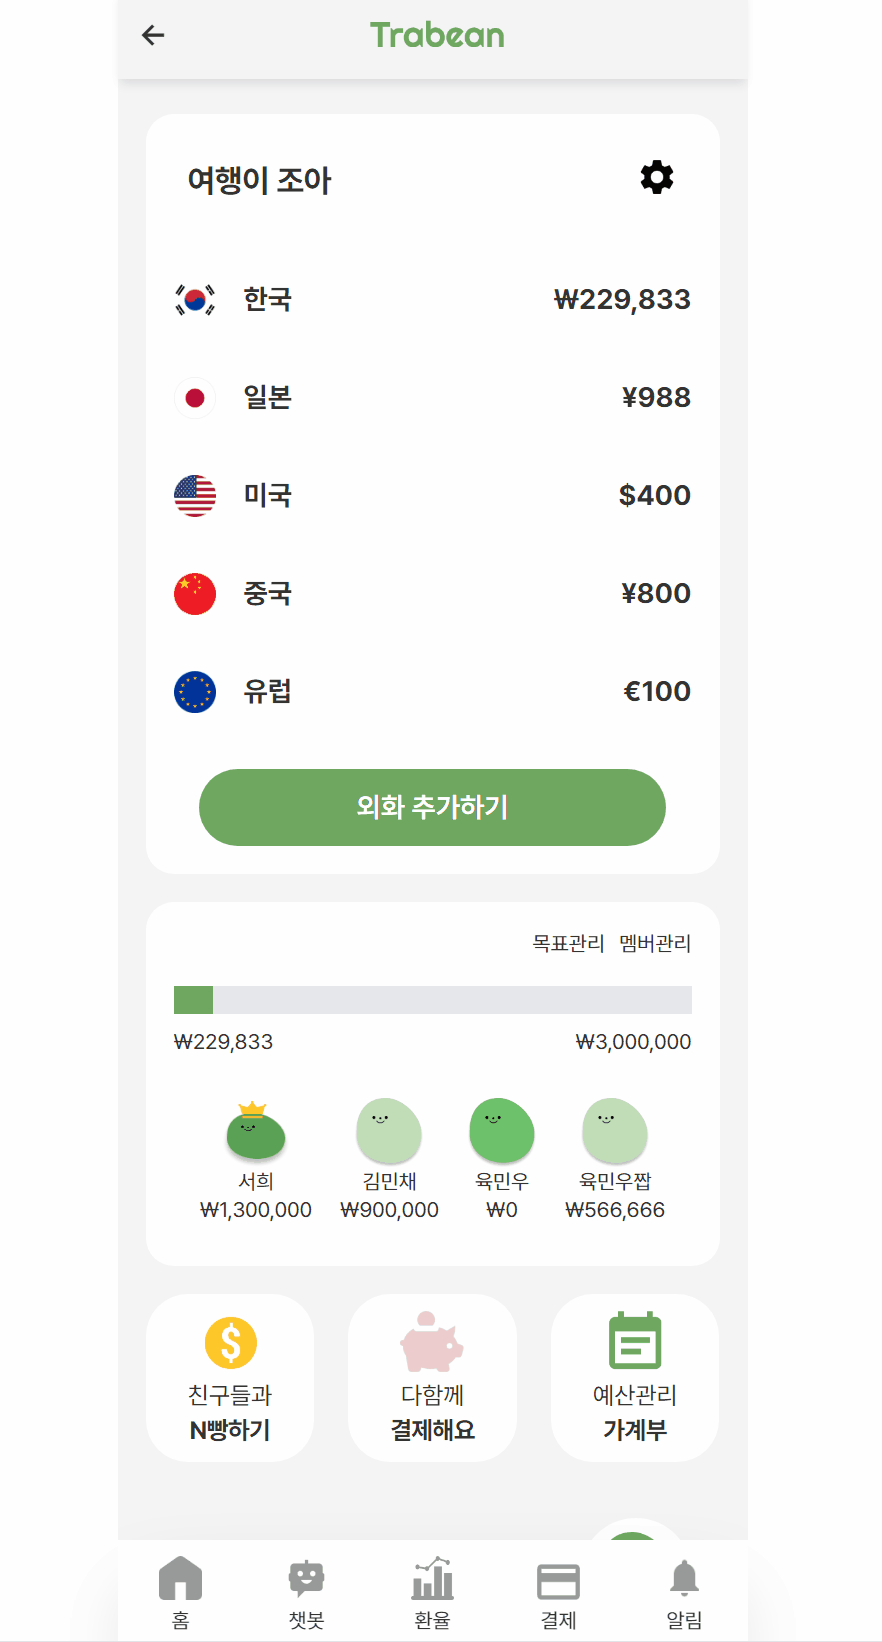 Trabean
여행이 조아
한국 ₩229,833
일본 ¥988
미국 $400
중국 ¥800
유럽 €100
외화 추가하기
목표관리 멤버관리
₩229,833 ₩3,000,000
서희 김민채 육민우 육민우짭
₩1,300,000 ₩900,000 ₩0 ₩566,666
친구들과 다함께 예산관리
N빵하기 결제해요 가계부
홈 챗봇 환율 결제 알림